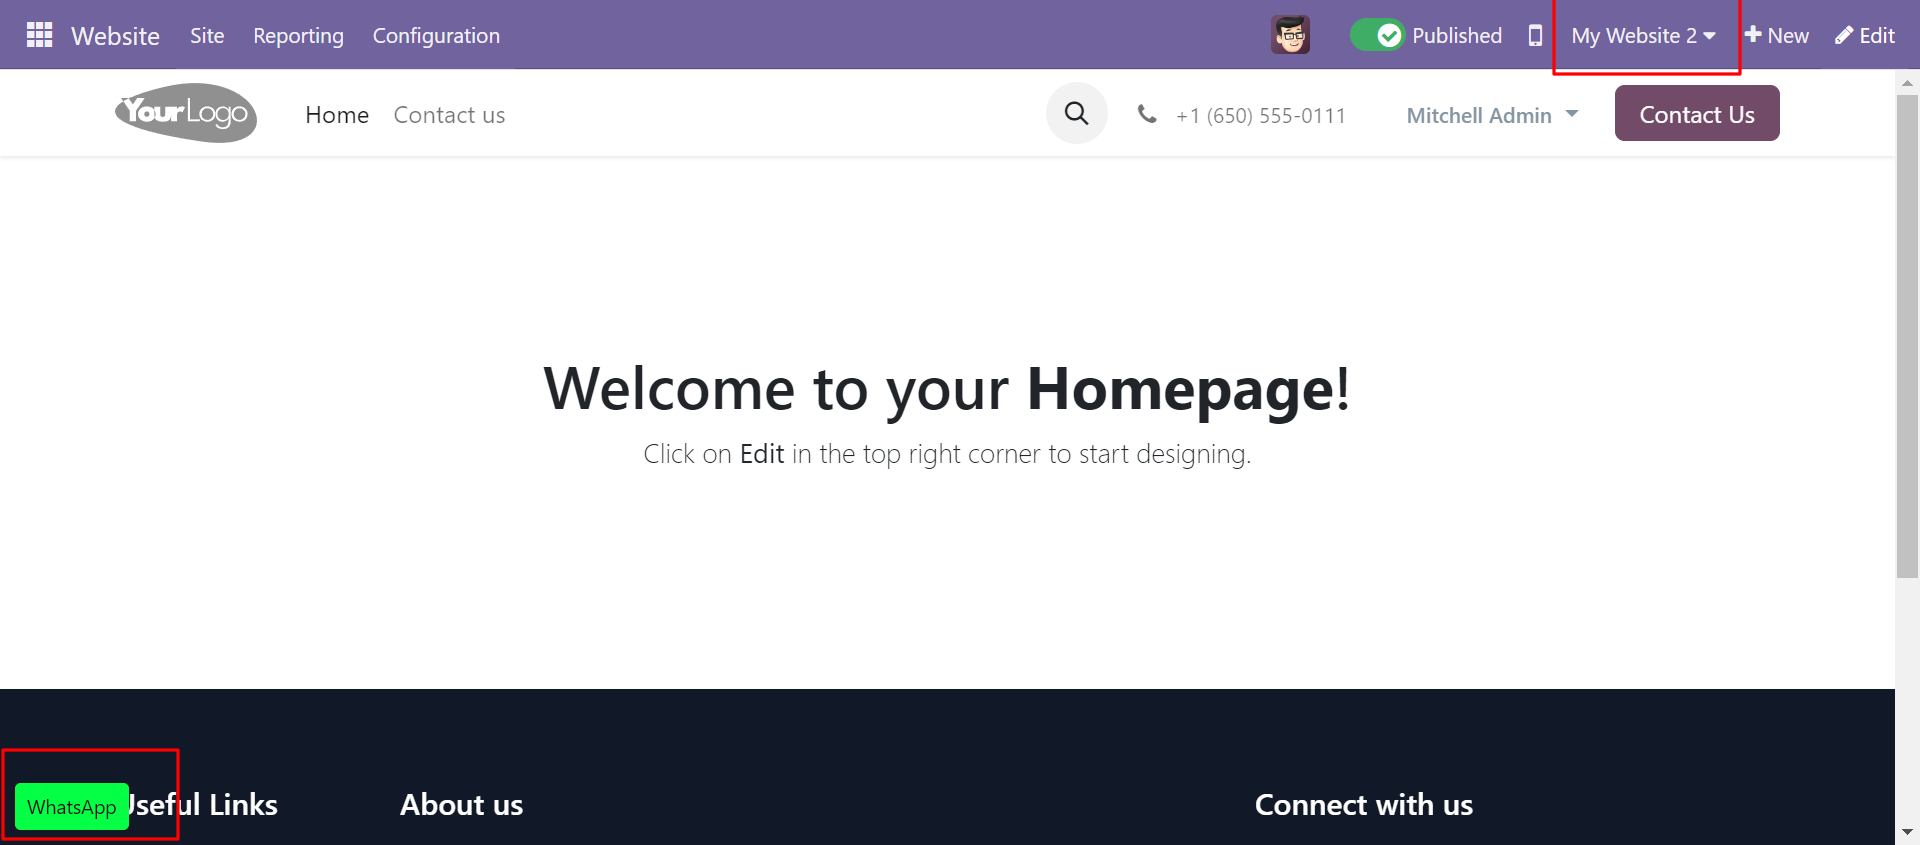 Website Site Reporting Configuration Published My Website 2 New Edit
YourLogo Home Contact us +1 (650) 555-0111 Mitchell Admin Contact Us
Welcome to your Homepage!
Click on Edit in the top right corner to start designing.
WhatsApp Useful Links About us Connect with us